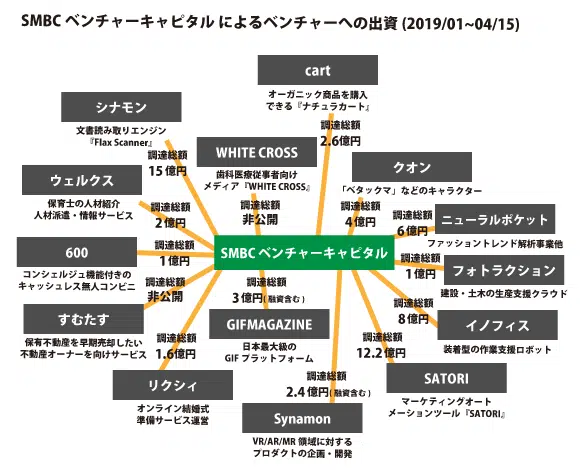 SMBC ベンチャーキャピタル によるベンチャーへの出資 (2019/01~04/15)
cart
オーガニック商品を購入
できる『ナチュラカート』
調達総額
2.6億円
シナモン
文書読み取りエンジン
『Flax Scanner』
調達総額
15億円
WHITE CROSS
歯科医療従事者向け
メディア『WHITE CROSS』
調達総額
非公開
クオン
「ベタックマ」などのキャラクター
調達総額
4億円
ウェルクス
保育士の人材紹介
人材派遣・情報サービス
調達総額
2億円
ニューラルポケット
ファッショントレンド解析事業他
調達総額
6億円
600
コンシェルジュ機能付きの
キャッシュレス無人コンビニ
調達総額
1億円
SMBC ベンチャーキャピタル
フォトラクション
建設・土木の生産支援クラウド
調達総額
1億円
すむたす
保有不動産を早期売却したい
不動産オーナーを向けサービス
調達総額
非公開
調達総額
3億円(融資含む)
GIFMAGAZINE
日本最大級の
GIF プラットフォーム
イノフィス
装着型の作業支援ロボット
調達総額
8億円
リクシィ
オンライン結婚式
準備サービス運営
調達総額
1.6億円
調達総額
2.4億円(融資含む)
Synamon
VR/AR/MR 領域に対する
プロダクトの企画・開発
調達総額
12.2億円
SATORI
マーケティングオート
メーションツール『SATORI』